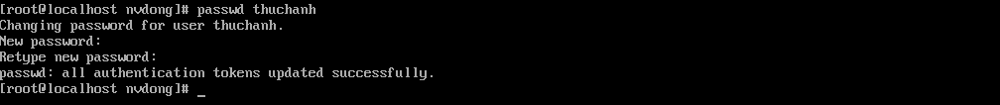 [root@localhost nvdong]# passwd thuchanh
Changing password for user thuchanh.
New password:
Retype new password:
passwd: all authentication tokens updated successfully.
[root@localhost nvdong]# _